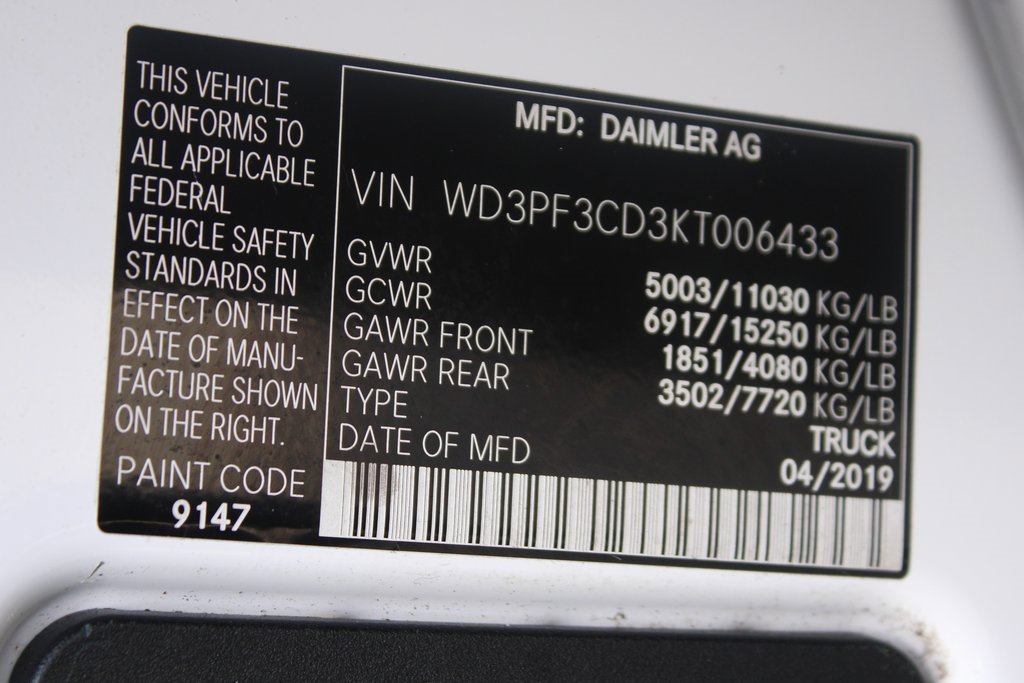 THIS VEHICLE
CONFORMS TO
ALL APPLICABLE
FEDERAL
VEHICLE SAFETY
STANDARDS IN
EFFECT ON THE
DATE OF MANU-
FACTURE SHOWN
ON THE RIGHT.
PAINT CODE
9147
MFD: DAIMLER AG
VIN WD3PF3CD3KT006433
GVWR 5003/11030 KG/LB
GCWR 6917/15250 KG/LB
GAWR FRONT 1851/4080 KG/LB
GAWR REAR 3502/7720 KG/LB
TYPE TRUCK
DATE OF MFD 04/2019